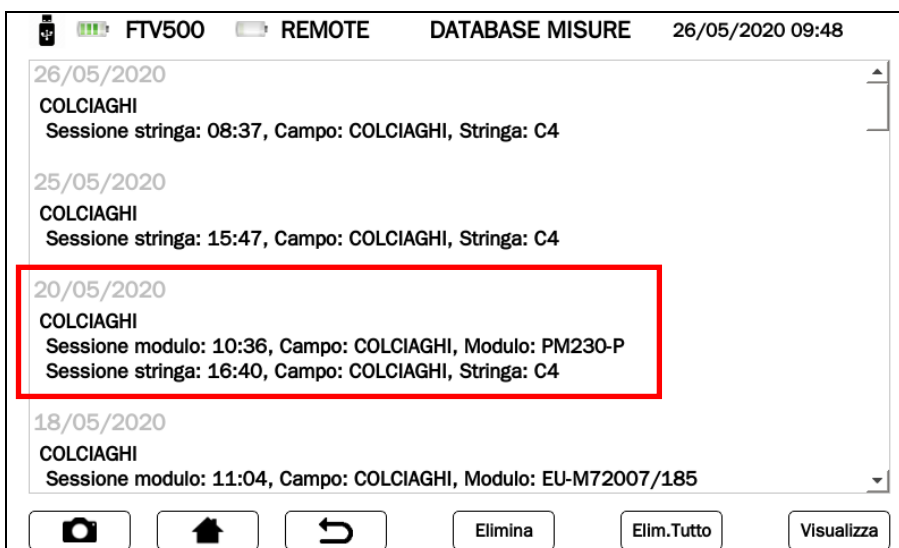 FTV500 REMOTE DATABASE MISURE 26/05/2020 09:48
26/05/2020
COLCIAGHI
Sessione stringa: 08:37, Campo: COLCIAGHI, Stringa: C4
25/05/2020
COLCIAGHI
Sessione stringa: 15:47, Campo: COLCIAGHI, Stringa: C4
20/05/2020
COLCIAGHI
Sessione modulo: 10:36, Campo: COLCIAGHI, Modulo: PM230-P
Sessione stringa: 16:40, Campo: COLCIAGHI, Stringa: C4
18/05/2020
COLCIAGHI
Sessione modulo: 11:04, Campo: COLCIAGHI, Modulo: EU-M72007/185
Elimina Elim.Tutto Visualizza